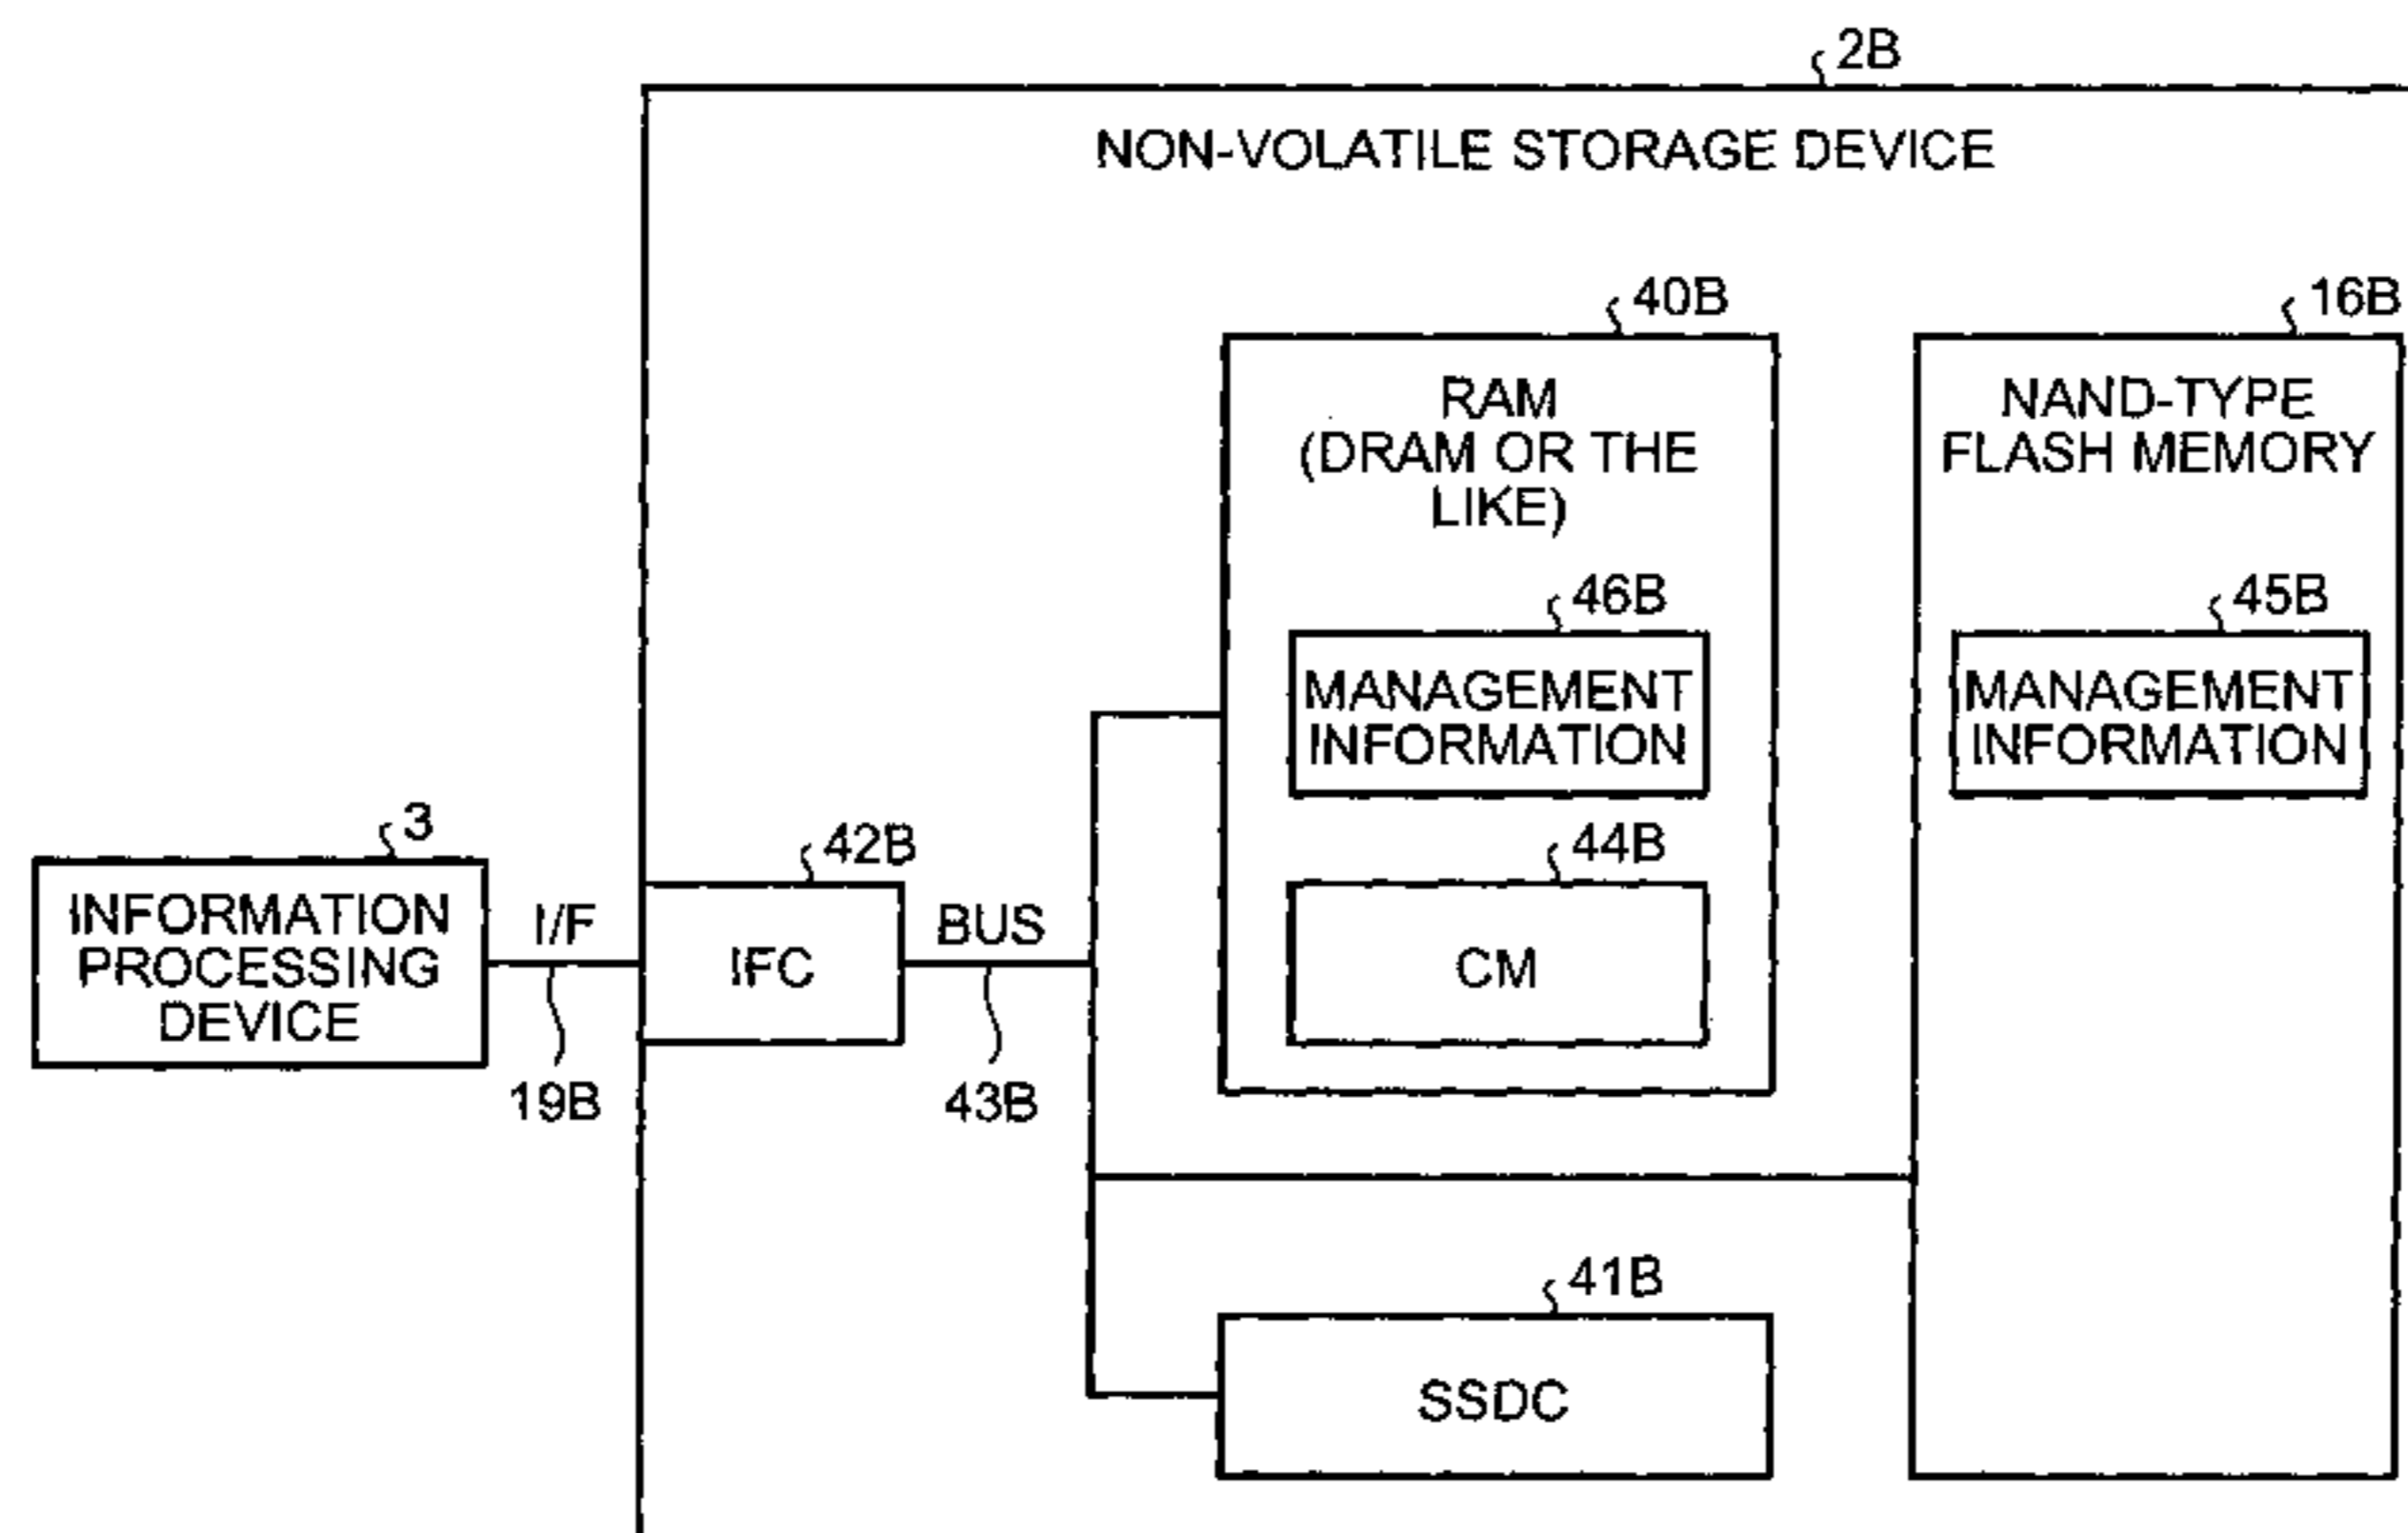 2B
NON-VOLATILE STORAGE DEVICE
40B
16B
RAM
(DRAM OR THE
LIKE)
NAND-TYPE
FLASH MEMORY
46B
45B
MANAGEMENT
INFORMATION
MANAGEMENT
INFORMATION
3
42B
44B
INFORMATION
PROCESSING
DEVICE
I/F
IFC
BUS
CM
19B
43B
41B
SSDC